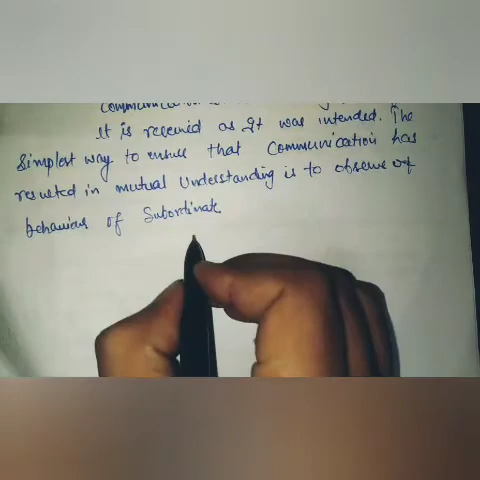 It is received as It was intended. The
Simplest way to ensure that Communication has
resulted in mutual Understanding is to observe of
behaviour of Subordinate